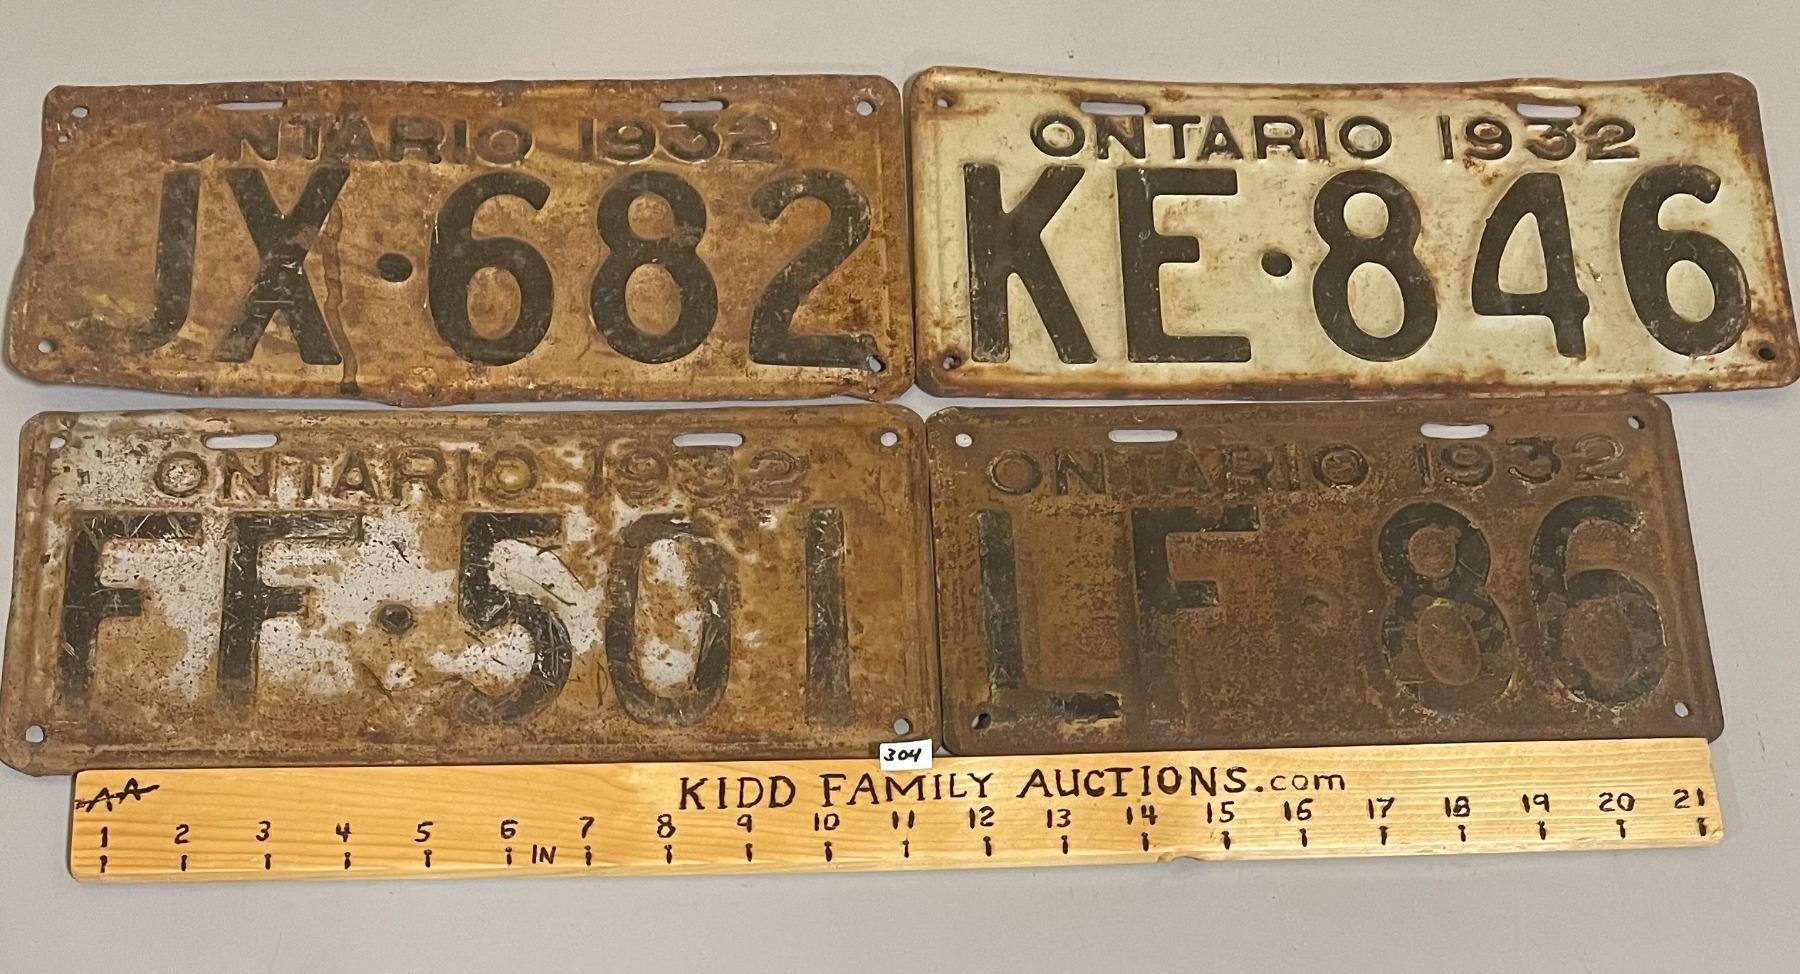 ONTARIO 1932
JX·682
ONTARIO 1932
KE·846
ONTARIO 1932
FF·501
ONTARIO 1932
LF·86
304
AA
KIDD FAMILY AUCTIONS.com
1 2 3 4 5 6 IN 7 8 9 10 11 12 13 14 15 16 17 18 19 20 21